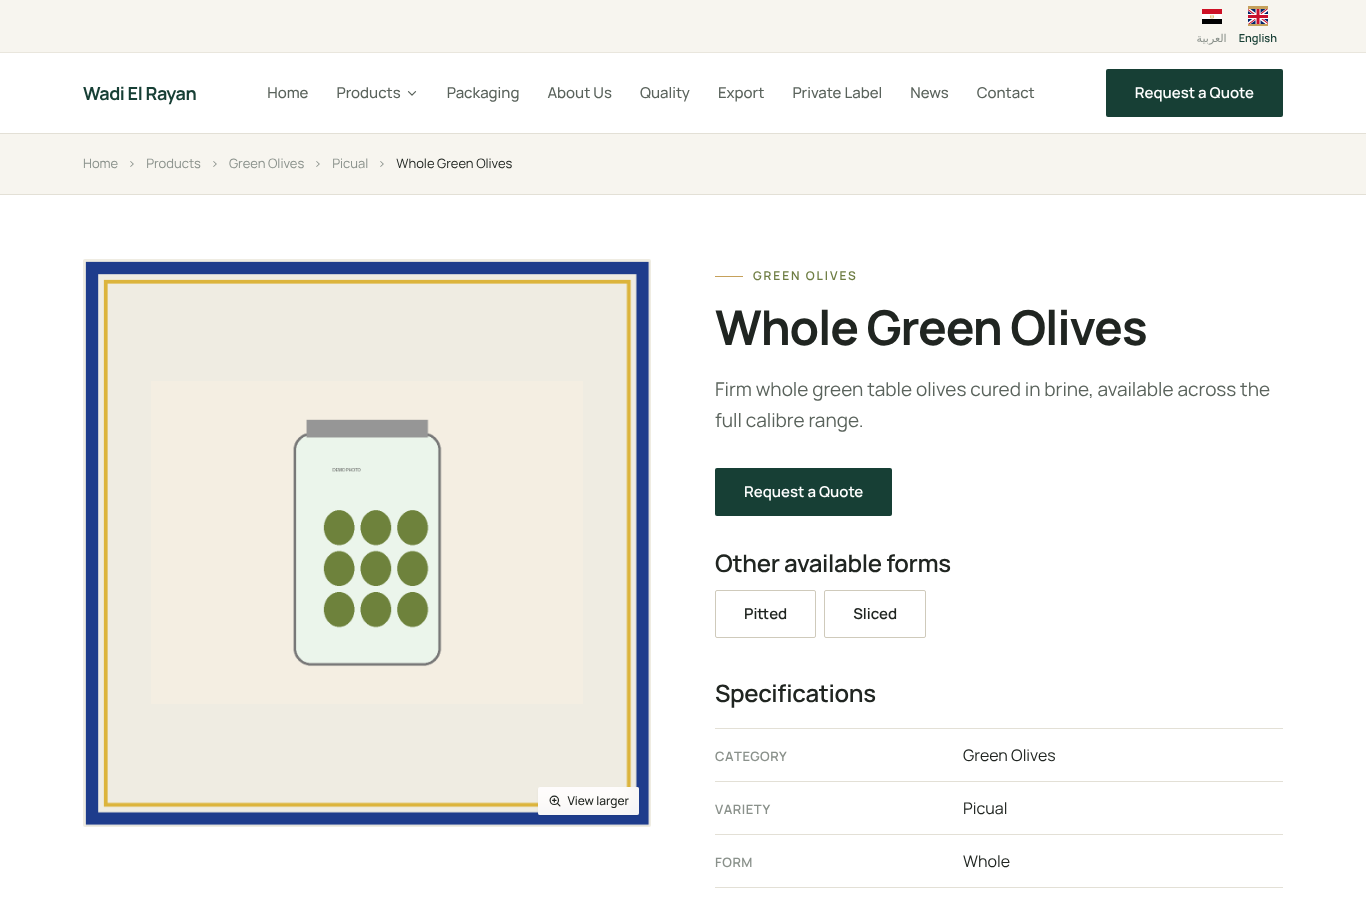 العربية
English
Wadi El Rayan
Home
Products
Packaging
About Us
Quality
Export
Private Label
News
Contact
Request a Quote
Home > Products > Green Olives > Picual > Whole Green Olives
DEMO PHOTO
View larger
GREEN OLIVES
Whole Green Olives
Firm whole green table olives cured in brine, available across the
full calibre range.
Request a Quote
Other available forms
Pitted
Sliced
Specifications
CATEGORY Green Olives
VARIETY Picual
FORM Whole